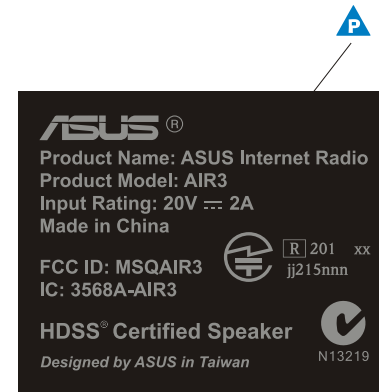 P
ASUS ®
Product Name: ASUS Internet Radio
Product Model: AIR3
Input Rating: 20V ⎓ 2A
Made in China
R 201 xx
jj215nnn
FCC ID: MSQAIR3
IC: 3568A-AIR3
HDSS® Certified Speaker
Designed by ASUS in Taiwan
N13219